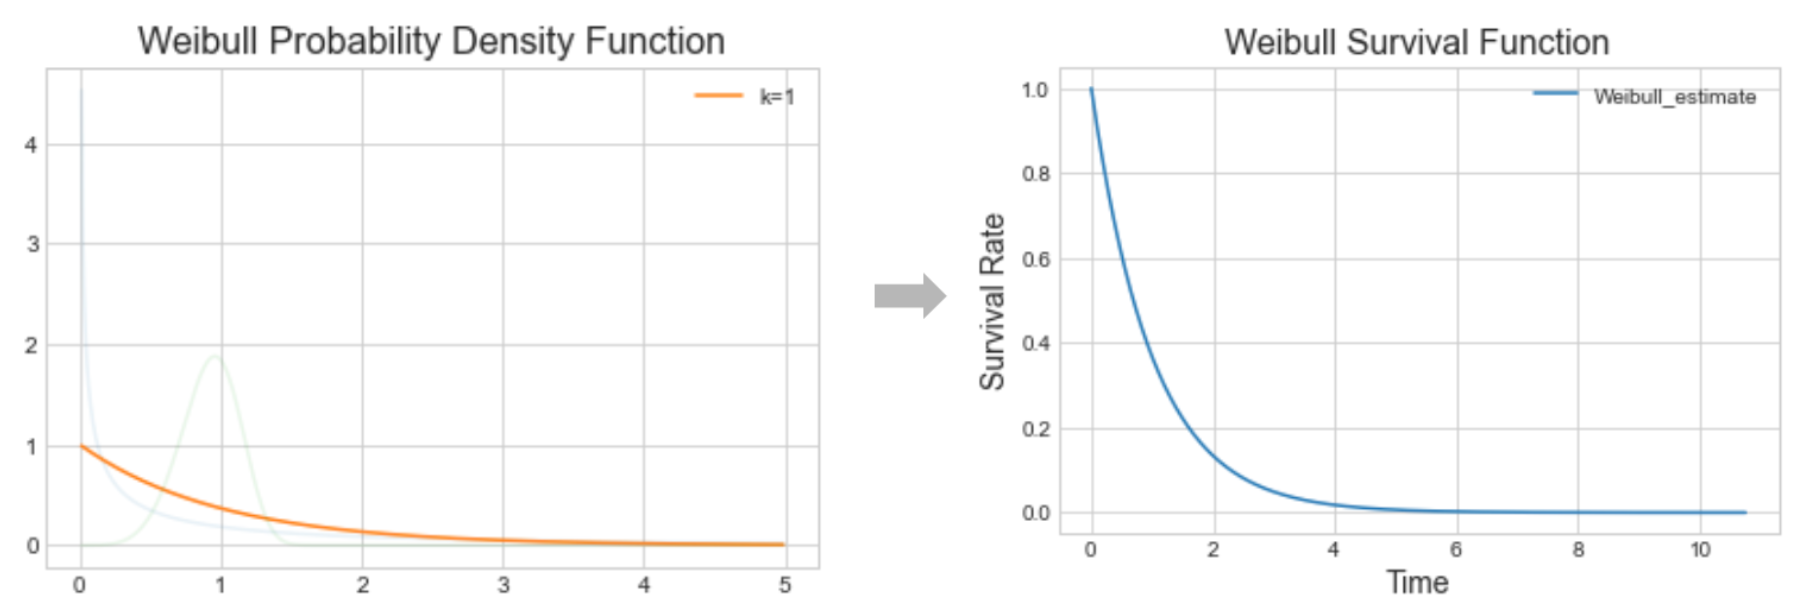 Weibull Probability Density Function
k=1
4
3
2
1
0
0 1 2 3 4 5
Weibull Survival Function
Weibull_estimate
1.0
0.8
0.6
0.4
0.2
0.0
Survival Rate
0 2 4 6 8 10
Time